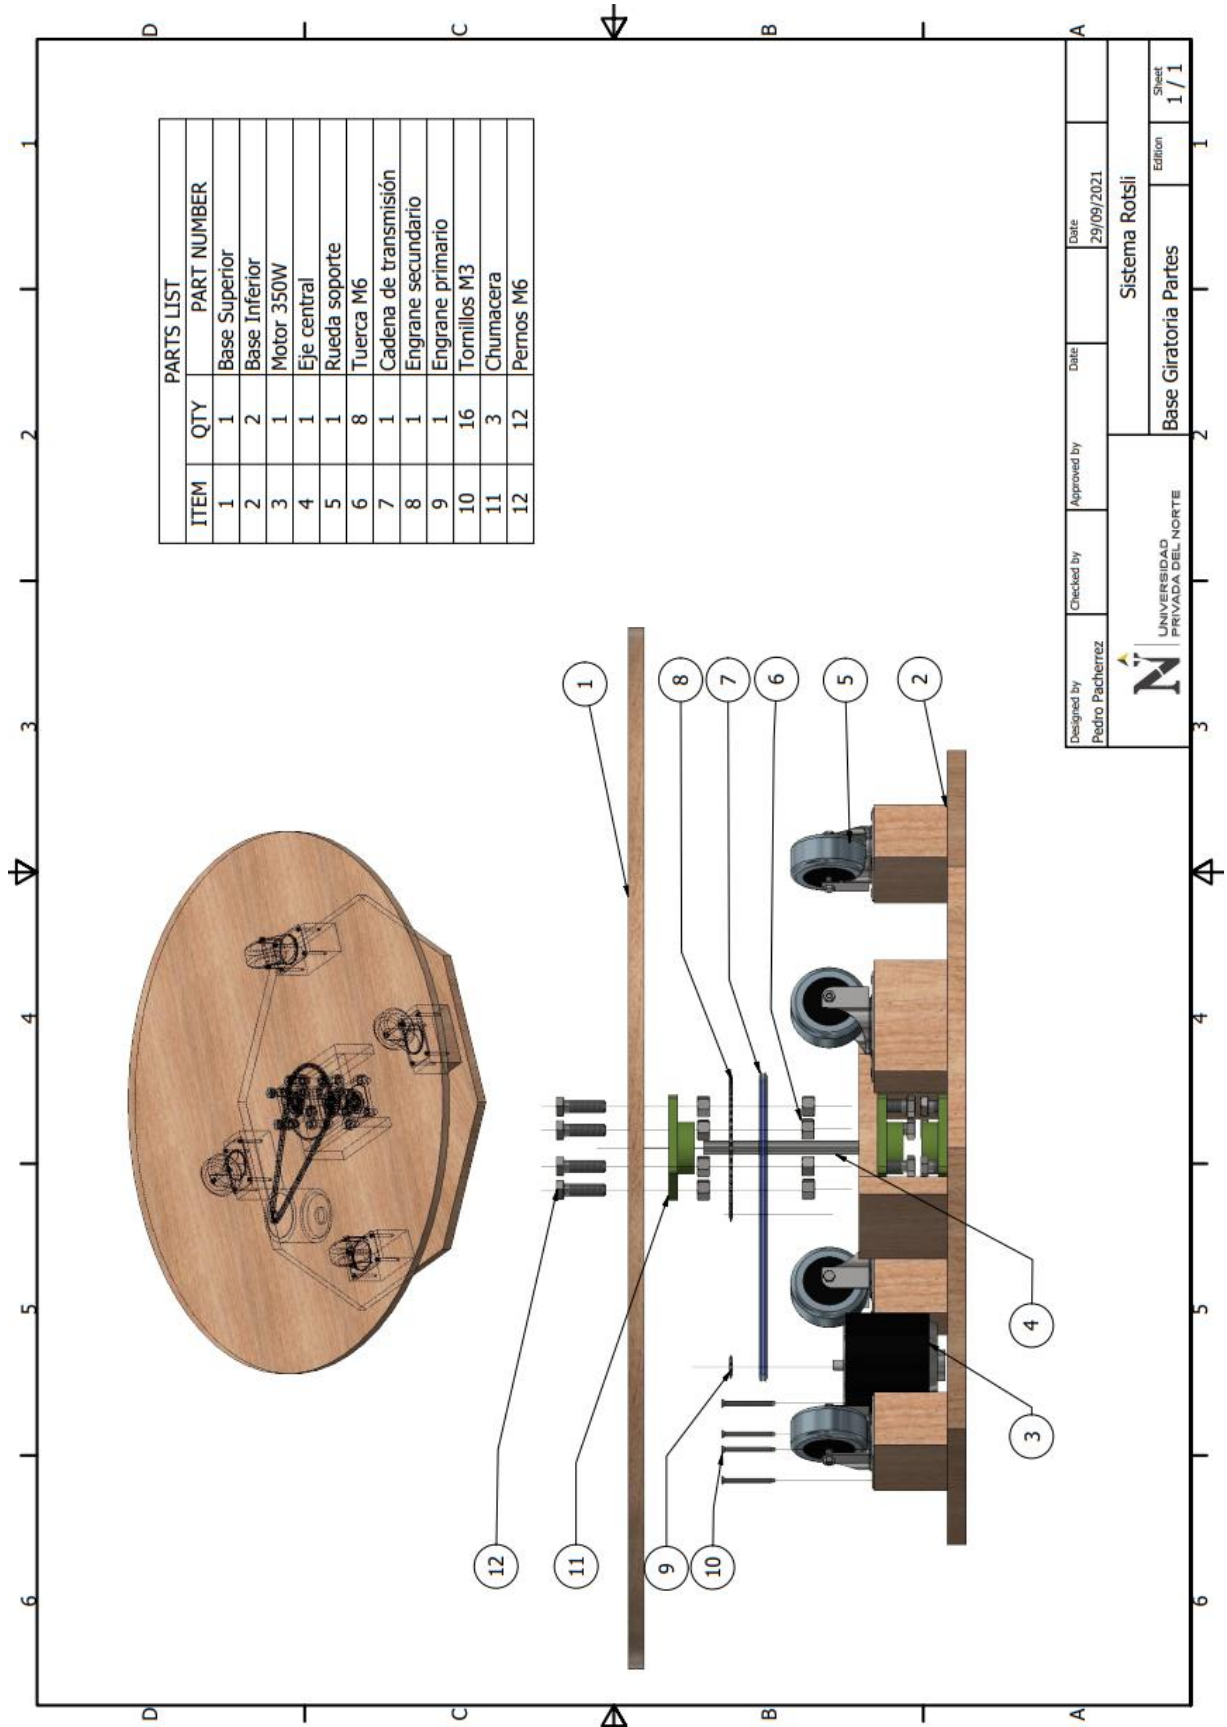 6 5 4 3 2 1
D
C
B
A
PARTS LIST
ITEM QTY PART NUMBER
1 1 Base Superior
2 2 Base Inferior
3 1 Motor 350W
4 1 Eje central
5 1 Rueda soporte
6 8 Tuerca M6
7 1 Cadena de transmisión
8 1 Engrane secundario
9 1 Engrane primario
10 16 Tornillos M3
11 3 Chumacera
12 12 Pernos M6
12
11
9
10
1
8
7
6
5
2
4
3
Designed by Checked by Approved by Date Date
Pedro Pacherrez 29/09/2021
UNIVERSIDAD
PRIVADA DEL NORTE
Sistema Rotsli
Base Giratoria Partes
Edition Sheet
1 / 1
D
C
B
A
6 5 3 2 1